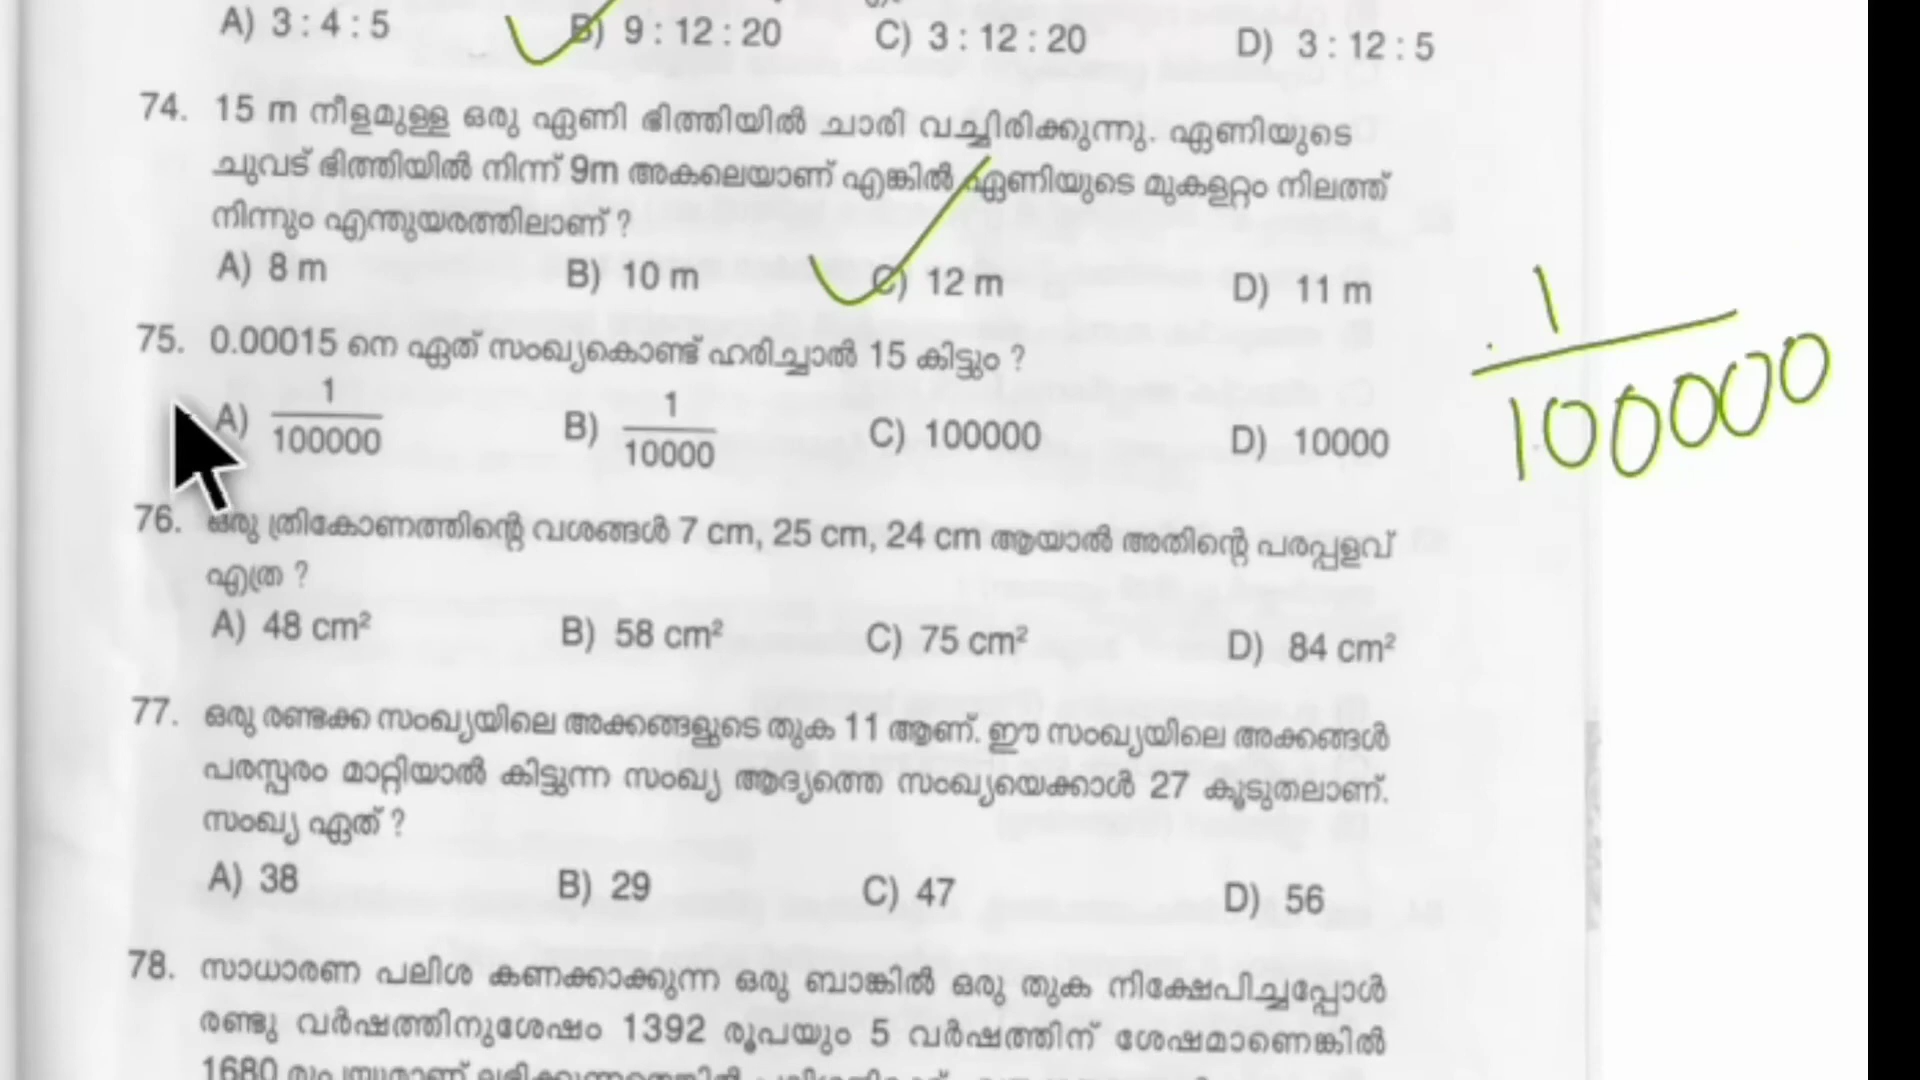 A) 3 : 4 : 5 B) 9 : 12 : 20 C) 3 : 12 : 20 D) 3 : 12 : 5
74. 15 m നീളമുള്ള ഒരു ഏണി ഭിത്തിയിൽ ചാരി വച്ചിരിക്കുന്നു. ഏണിയുടെ
ചുവട് ഭിത്തിയിൽ നിന്ന് 9m അകലെയാണ് എങ്കിൽ ഏണിയുടെ മുകളറ്റം നിലത്ത്
നിന്നും എന്തുയരത്തിലാണ് ?
A) 8 m B) 10 m C) 12 m D) 11 m
75. 0.00015 നെ ഏത് സംഖ്യകൊണ്ട് ഹരിച്ചാൽ 15 കിട്ടും ?
A) 1/100000 B) 1/10000 C) 100000 D) 10000
1/100000
76. ഒരു ത്രികോണത്തിന്റെ വശങ്ങൾ 7 cm, 25 cm, 24 cm ആയാൽ അതിന്റെ പരപ്പളവ്
എത്ര ?
A) 48 cm² B) 58 cm² C) 75 cm² D) 84 cm²
77. ഒരു രണ്ടക്ക സംഖ്യയിലെ അക്കങ്ങളുടെ തുക 11 ആണ്. ഈ സംഖ്യയിലെ അക്കങ്ങൾ
പരസ്പരം മാറ്റിയാൽ കിട്ടുന്ന സംഖ്യ ആദ്യത്തെ സംഖ്യയെക്കാൾ 27 കൂടുതലാണ്.
സംഖ്യ ഏത് ?
A) 38 B) 29 C) 47 D) 56
78. സാധാരണ പലിശ കണക്കാക്കുന്ന ഒരു ബാങ്കിൽ ഒരു തുക നിക്ഷേപിച്ചപ്പോൾ
രണ്ടു വർഷത്തിനുശേഷം 1392 രൂപയും 5 വർഷത്തിന് ശേഷമാണെങ്കിൽ
1680